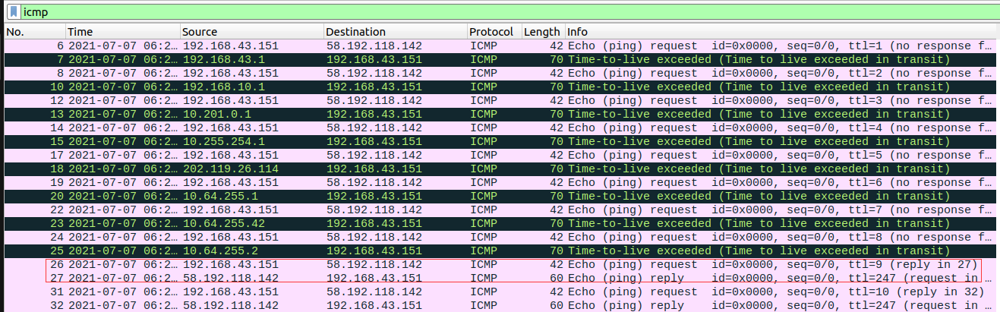 icmp
No. Time Source Destination Protocol Length Info
6 2021-07-07 06:2… 192.168.43.151 58.192.118.142 ICMP 42 Echo (ping) request id=0x0000, seq=0/0, ttl=1 (no response f…
7 2021-07-07 06:2… 192.168.43.1 192.168.43.151 ICMP 70 Time-to-live exceeded (Time to live exceeded in transit)
8 2021-07-07 06:2… 192.168.43.151 58.192.118.142 ICMP 42 Echo (ping) request id=0x0000, seq=0/0, ttl=2 (no response f…
10 2021-07-07 06:2… 192.168.10.1 192.168.43.151 ICMP 70 Time-to-live exceeded (Time to live exceeded in transit)
12 2021-07-07 06:2… 192.168.43.151 58.192.118.142 ICMP 42 Echo (ping) request id=0x0000, seq=0/0, ttl=3 (no response f…
13 2021-07-07 06:2… 10.201.0.1 192.168.43.151 ICMP 70 Time-to-live exceeded (Time to live exceeded in transit)
14 2021-07-07 06:2… 192.168.43.151 58.192.118.142 ICMP 42 Echo (ping) request id=0x0000, seq=0/0, ttl=4 (no response f…
15 2021-07-07 06:2… 10.255.254.1 192.168.43.151 ICMP 70 Time-to-live exceeded (Time to live exceeded in transit)
17 2021-07-07 06:2… 192.168.43.151 58.192.118.142 ICMP 42 Echo (ping) request id=0x0000, seq=0/0, ttl=5 (no response f…
18 2021-07-07 06:2… 202.119.26.114 192.168.43.151 ICMP 70 Time-to-live exceeded (Time to live exceeded in transit)
19 2021-07-07 06:2… 192.168.43.151 58.192.118.142 ICMP 42 Echo (ping) request id=0x0000, seq=0/0, ttl=6 (no response f…
20 2021-07-07 06:2… 10.64.255.1 192.168.43.151 ICMP 70 Time-to-live exceeded (Time to live exceeded in transit)
22 2021-07-07 06:2… 192.168.43.151 58.192.118.142 ICMP 42 Echo (ping) request id=0x0000, seq=0/0, ttl=7 (no response f…
23 2021-07-07 06:2… 10.64.255.42 192.168.43.151 ICMP 70 Time-to-live exceeded (Time to live exceeded in transit)
24 2021-07-07 06:2… 192.168.43.151 58.192.118.142 ICMP 42 Echo (ping) request id=0x0000, seq=0/0, ttl=8 (no response f…
25 2021-07-07 06:2… 10.64.255.2 192.168.43.151 ICMP 70 Time-to-live exceeded (Time to live exceeded in transit)
26 2021-07-07 06:2… 192.168.43.151 58.192.118.142 ICMP 42 Echo (ping) request id=0x0000, seq=0/0, ttl=9 (reply in 27)
27 2021-07-07 06:2… 58.192.118.142 192.168.43.151 ICMP 60 Echo (ping) reply id=0x0000, seq=0/0, ttl=247 (request in …
31 2021-07-07 06:2… 192.168.43.151 58.192.118.142 ICMP 42 Echo (ping) request id=0x0000, seq=0/0, ttl=10 (reply in 32)
32 2021-07-07 06:2… 58.192.118.142 192.168.43.151 ICMP 60 Echo (ping) reply id=0x0000, seq=0/0, ttl=247 (request in …